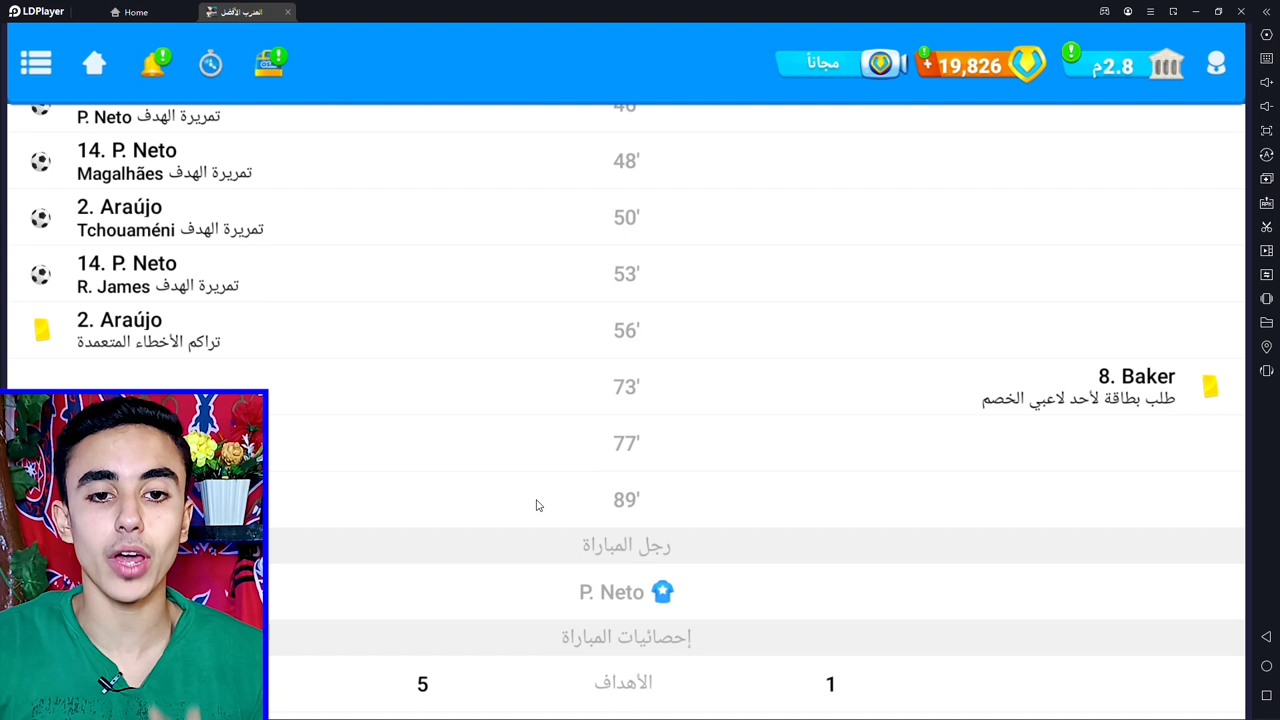 LDPlayer
Home
المدرب الأفضل
مجاناً
19,826
2.8م
46'
P. Neto تمريرة الهدف
14. P. Neto
48'
Magalhães تمريرة الهدف
2. Araújo
50'
Tchouaméni تمريرة الهدف
14. P. Neto
53'
R. James تمريرة الهدف
2. Araújo
56'
تراكم الأخطاء المتعمدة
8. Baker
73'
طلب بطاقة لأحد لاعبي الخصم
77'
89'
رجل المباراة
P. Neto
إحصائيات المباراة
5 الأهداف 1